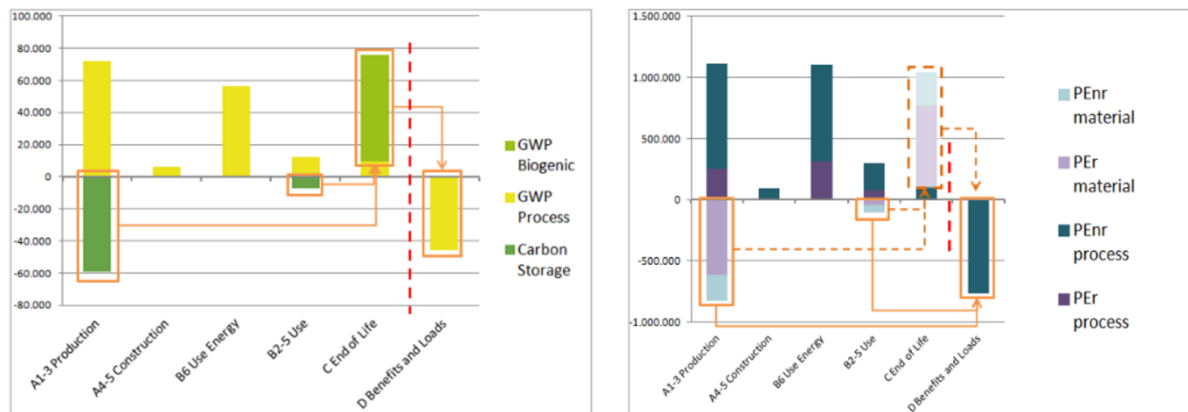 100.000
80.000
60.000
40.000
20.000
0
-20.000
-40.000
-60.000
-80.000
A1-3 Production
A4-5 Construction
B6 Use Energy
B2-5 Use
C End of Life
D Benefits and Loads
GWP
Biogenic
GWP
Process
Carbon
Storage
1.500.000
1.000.000
500.000
0
-500.000
-1.000.000
A1-3 Production
A4-5 Construction
B6 Use Energy
B2-5 Use
C End of Life
D Benefits and Loads
PEnr
material
PEr
material
PEnr
process
PEr
process